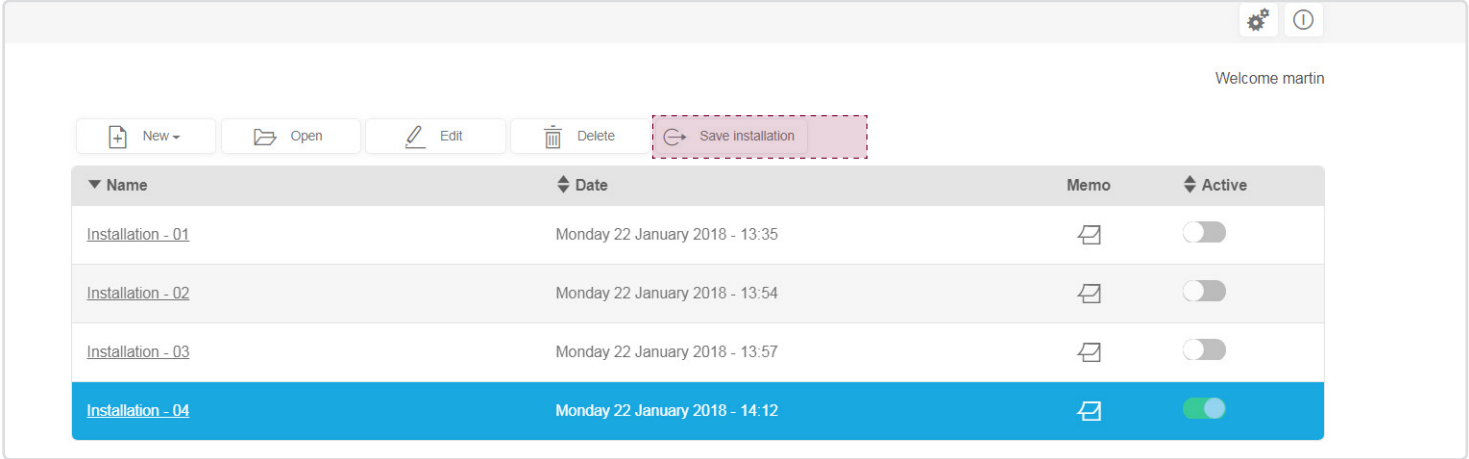 Welcome martin
New Open Edit Delete Save installation
Name Date Memo Active
Installation - 01 Monday 22 January 2018 - 13:35
Installation - 02 Monday 22 January 2018 - 13:54
Installation - 03 Monday 22 January 2018 - 13:57
Installation - 04 Monday 22 January 2018 - 14:12